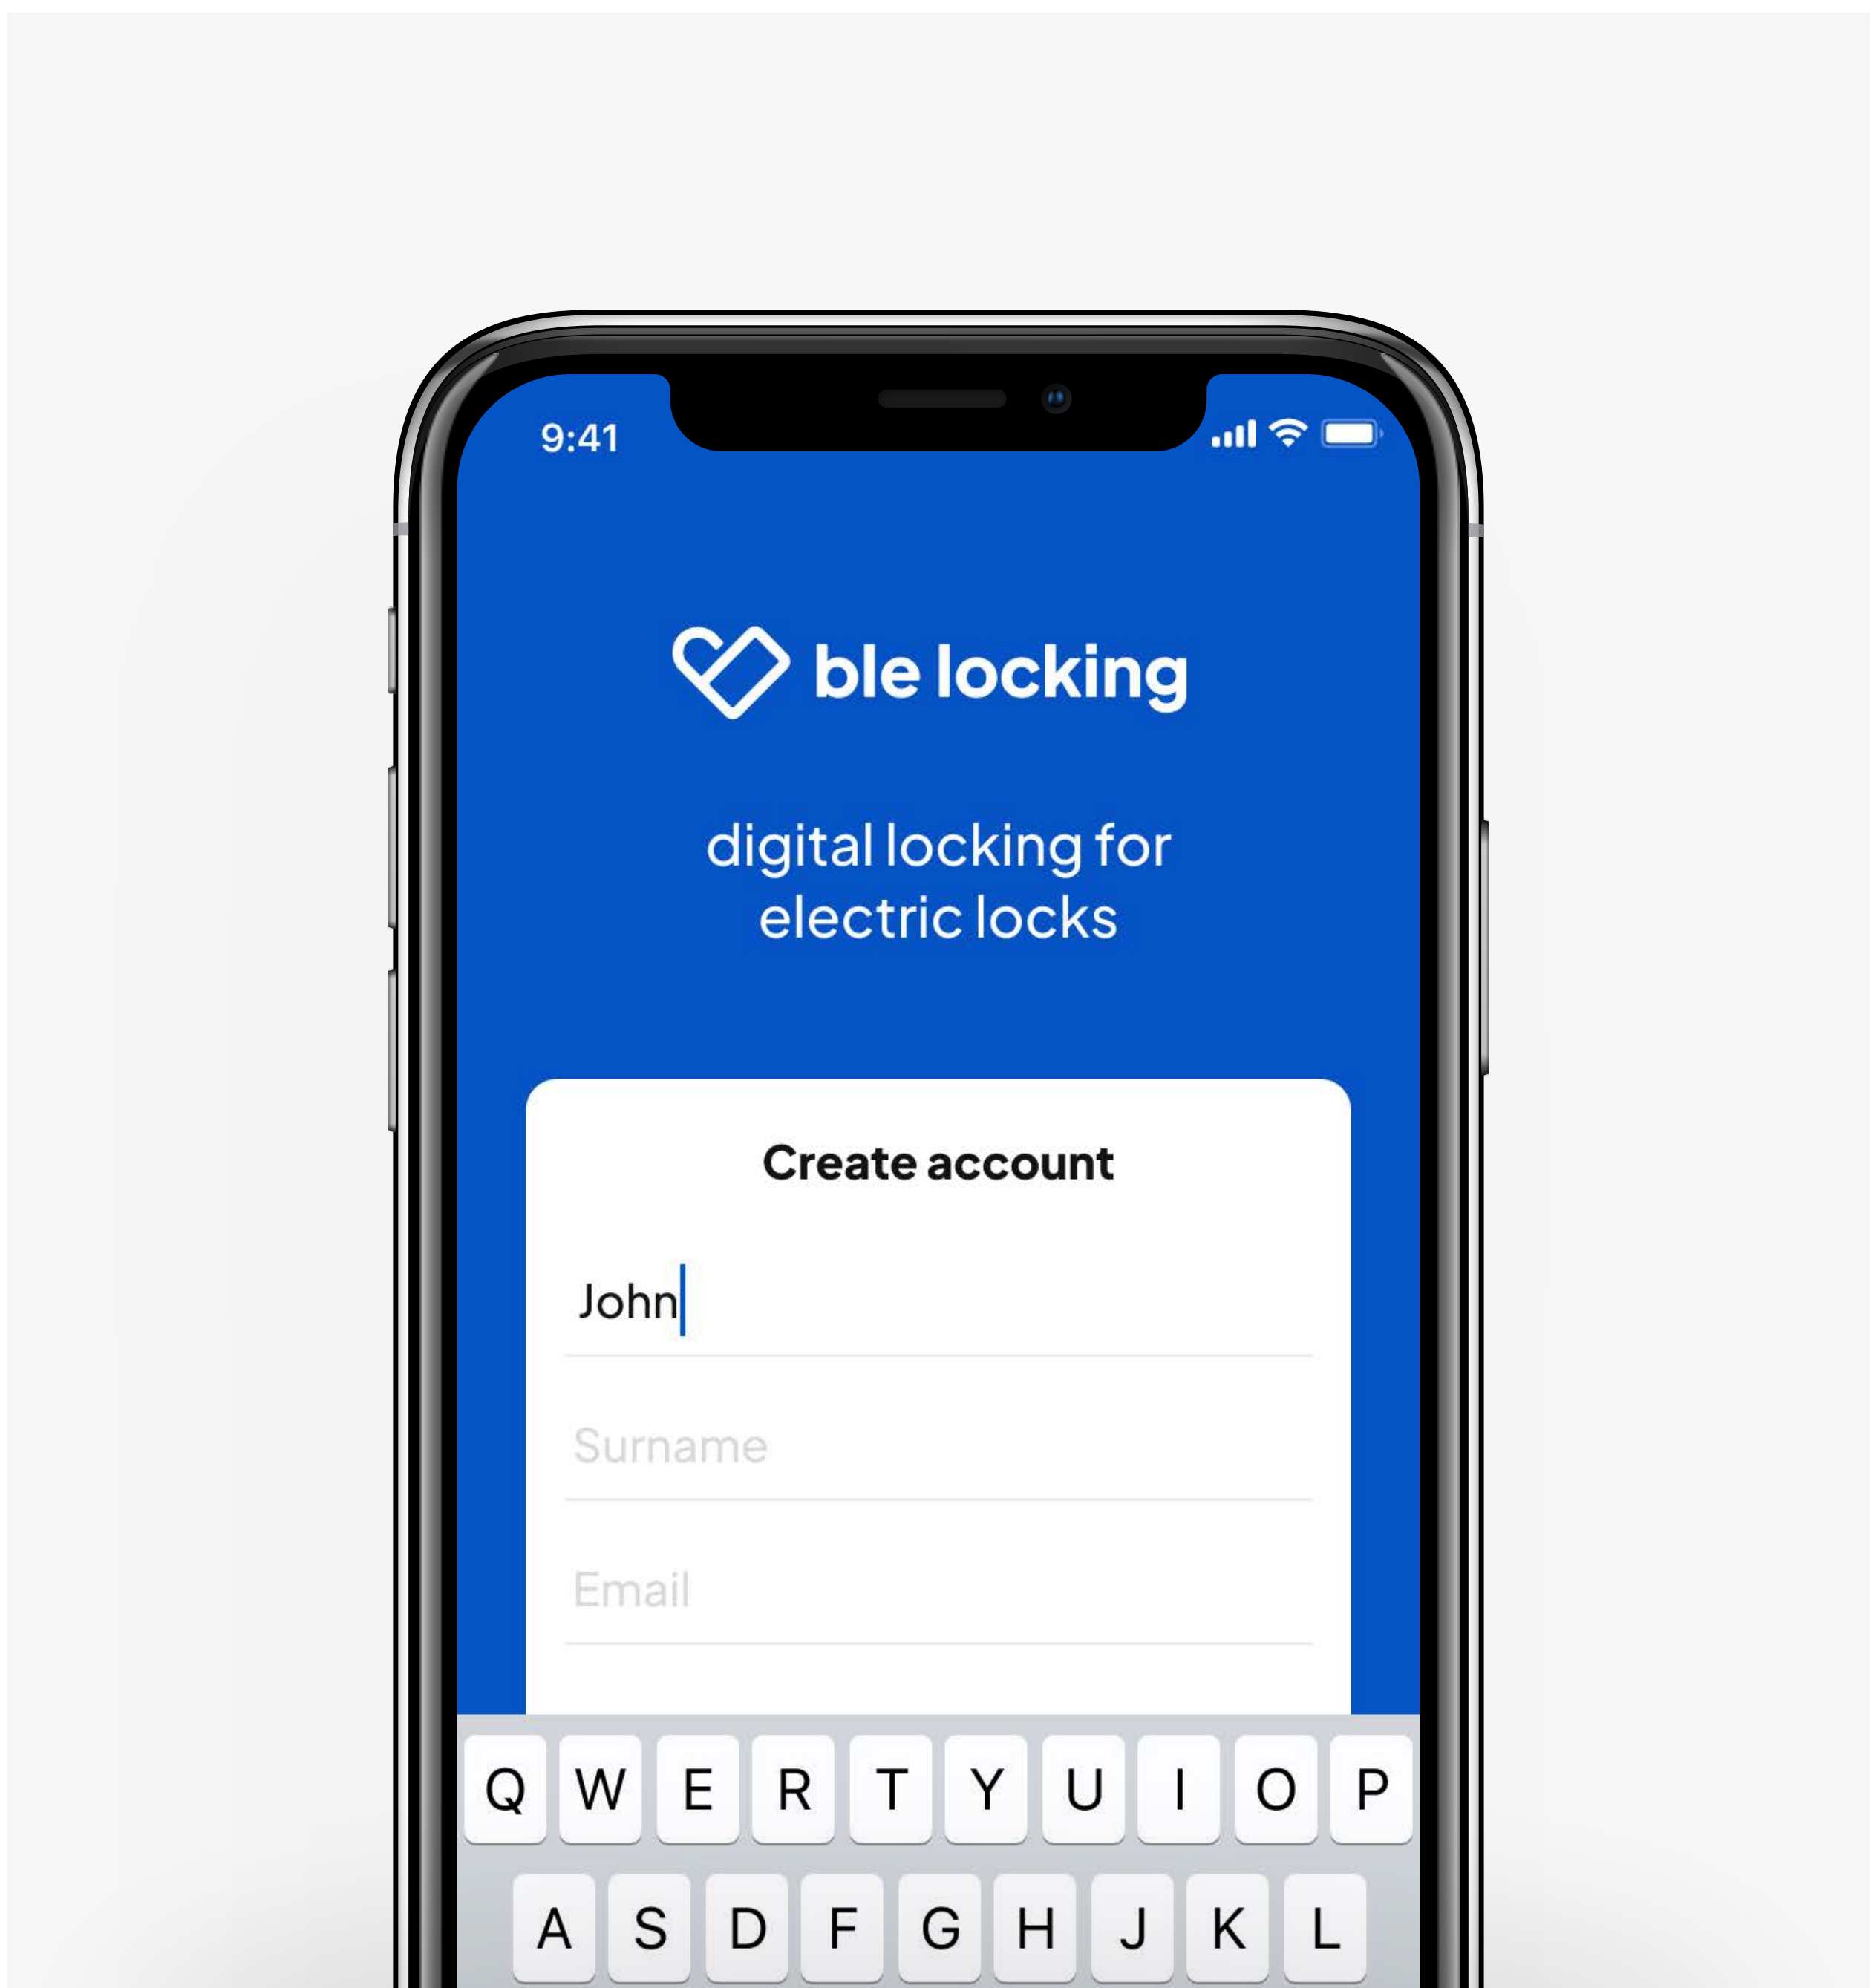 9:41
ble locking
digital locking for
electric locks
Create account
John
Surname
Email
Q W E R T Y U I O P
A S D F G H J K L